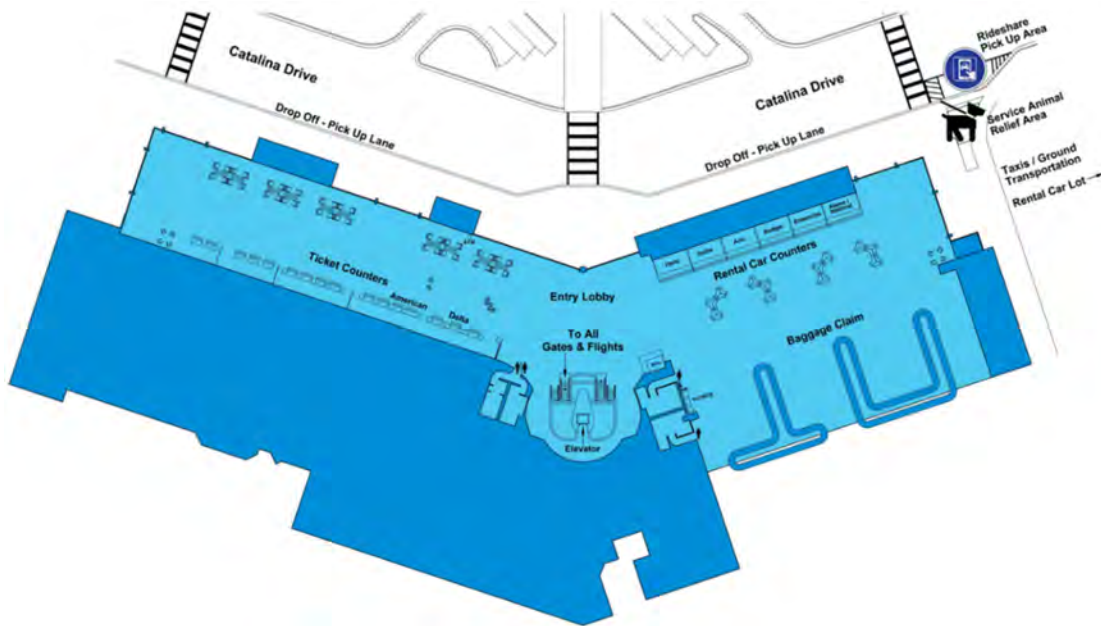 Rideshare
Pick Up Area
Catalina Drive
Catalina Drive
Drop Off - Pick Up Lane
Drop Off - Pick Up Lane
Service Animal
Relief Area
Taxis / Ground
Transportation
Rental Car Lot
Avis
Budget
Enterprise
Ticket Counters
American
Delta
Rental Car Counters
Entry Lobby
To All
Gates & Flights
Baggage Claim
Elevator